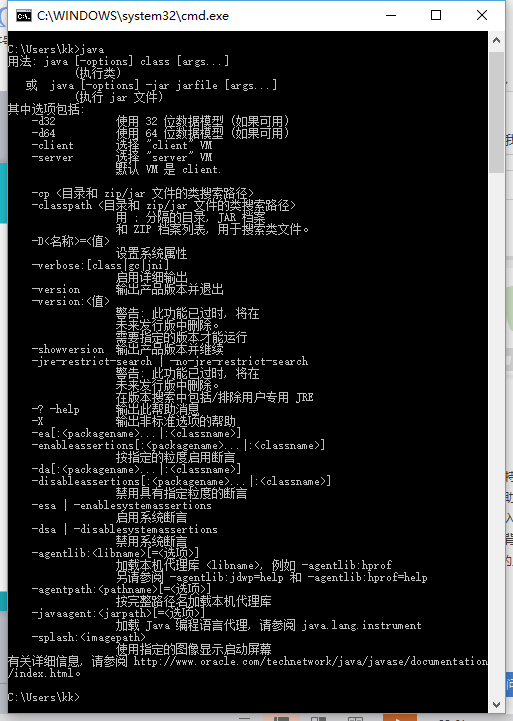 C:\WINDOWS\system32\cmd.exe
C:\Users\kk>java
用法: java [-options] class [args...]
(执行类)
或 java [-options] -jar jarfile [args...]
(执行 jar 文件)
其中选项包括:
-d32 使用 32 位数据模型 (如果可用)
-d64 使用 64 位数据模型 (如果可用)
-client 选择 "client" VM
-server 选择 "server" VM
默认 VM 是 client.
-cp <目录和 zip/jar 文件的类搜索路径>
-classpath <目录和 zip/jar 文件的类搜索路径>
用 ; 分隔的目录, JAR 档案
和 ZIP 档案列表, 用于搜索类文件。
-D<名称>=<值>
设置系统属性
-verbose:[class|gc|jni]
启用详细输出
-version 输出产品版本并退出
-version:<值>
警告: 此功能已过时, 将在
未来发行版中删除。
需要指定的版本才能运行
-showversion 输出产品版本并继续
-jre-restrict-search | -no-jre-restrict-search
警告: 此功能已过时, 将在
未来发行版中删除。
在版本搜索中包括/排除用户专用 JRE
-? -help 输出此帮助消息
-X 输出非标准选项的帮助
-ea[:<packagename>...|:<classname>]
-enableassertions[:<packagename>...|:<classname>]
按指定的粒度启用断言
-da[:<packagename>...|:<classname>]
-disableassertions[:<packagename>...|:<classname>]
禁用具有指定粒度的断言
-esa | -enablesystemassertions
启用系统断言
-dsa | -disablesystemassertions
禁用系统断言
-agentlib:<libname>[=<选项>]
加载本机代理库 <libname>, 例如 -agentlib:hprof
另请参阅 -agentlib:jdwp=help 和 -agentlib:hprof=help
-agentpath:<pathname>[=<选项>]
按完整路径名加载本机代理库
-javaagent:<jarpath>[=<选项>]
加载 Java 编程语言代理, 请参阅 java.lang.instrument
-splash:<imagepath>
使用指定的图像显示启动屏幕
有关详细信息, 请参阅 http://www.oracle.com/technetwork/java/javase/documentation
/index.html。
C:\Users\kk>